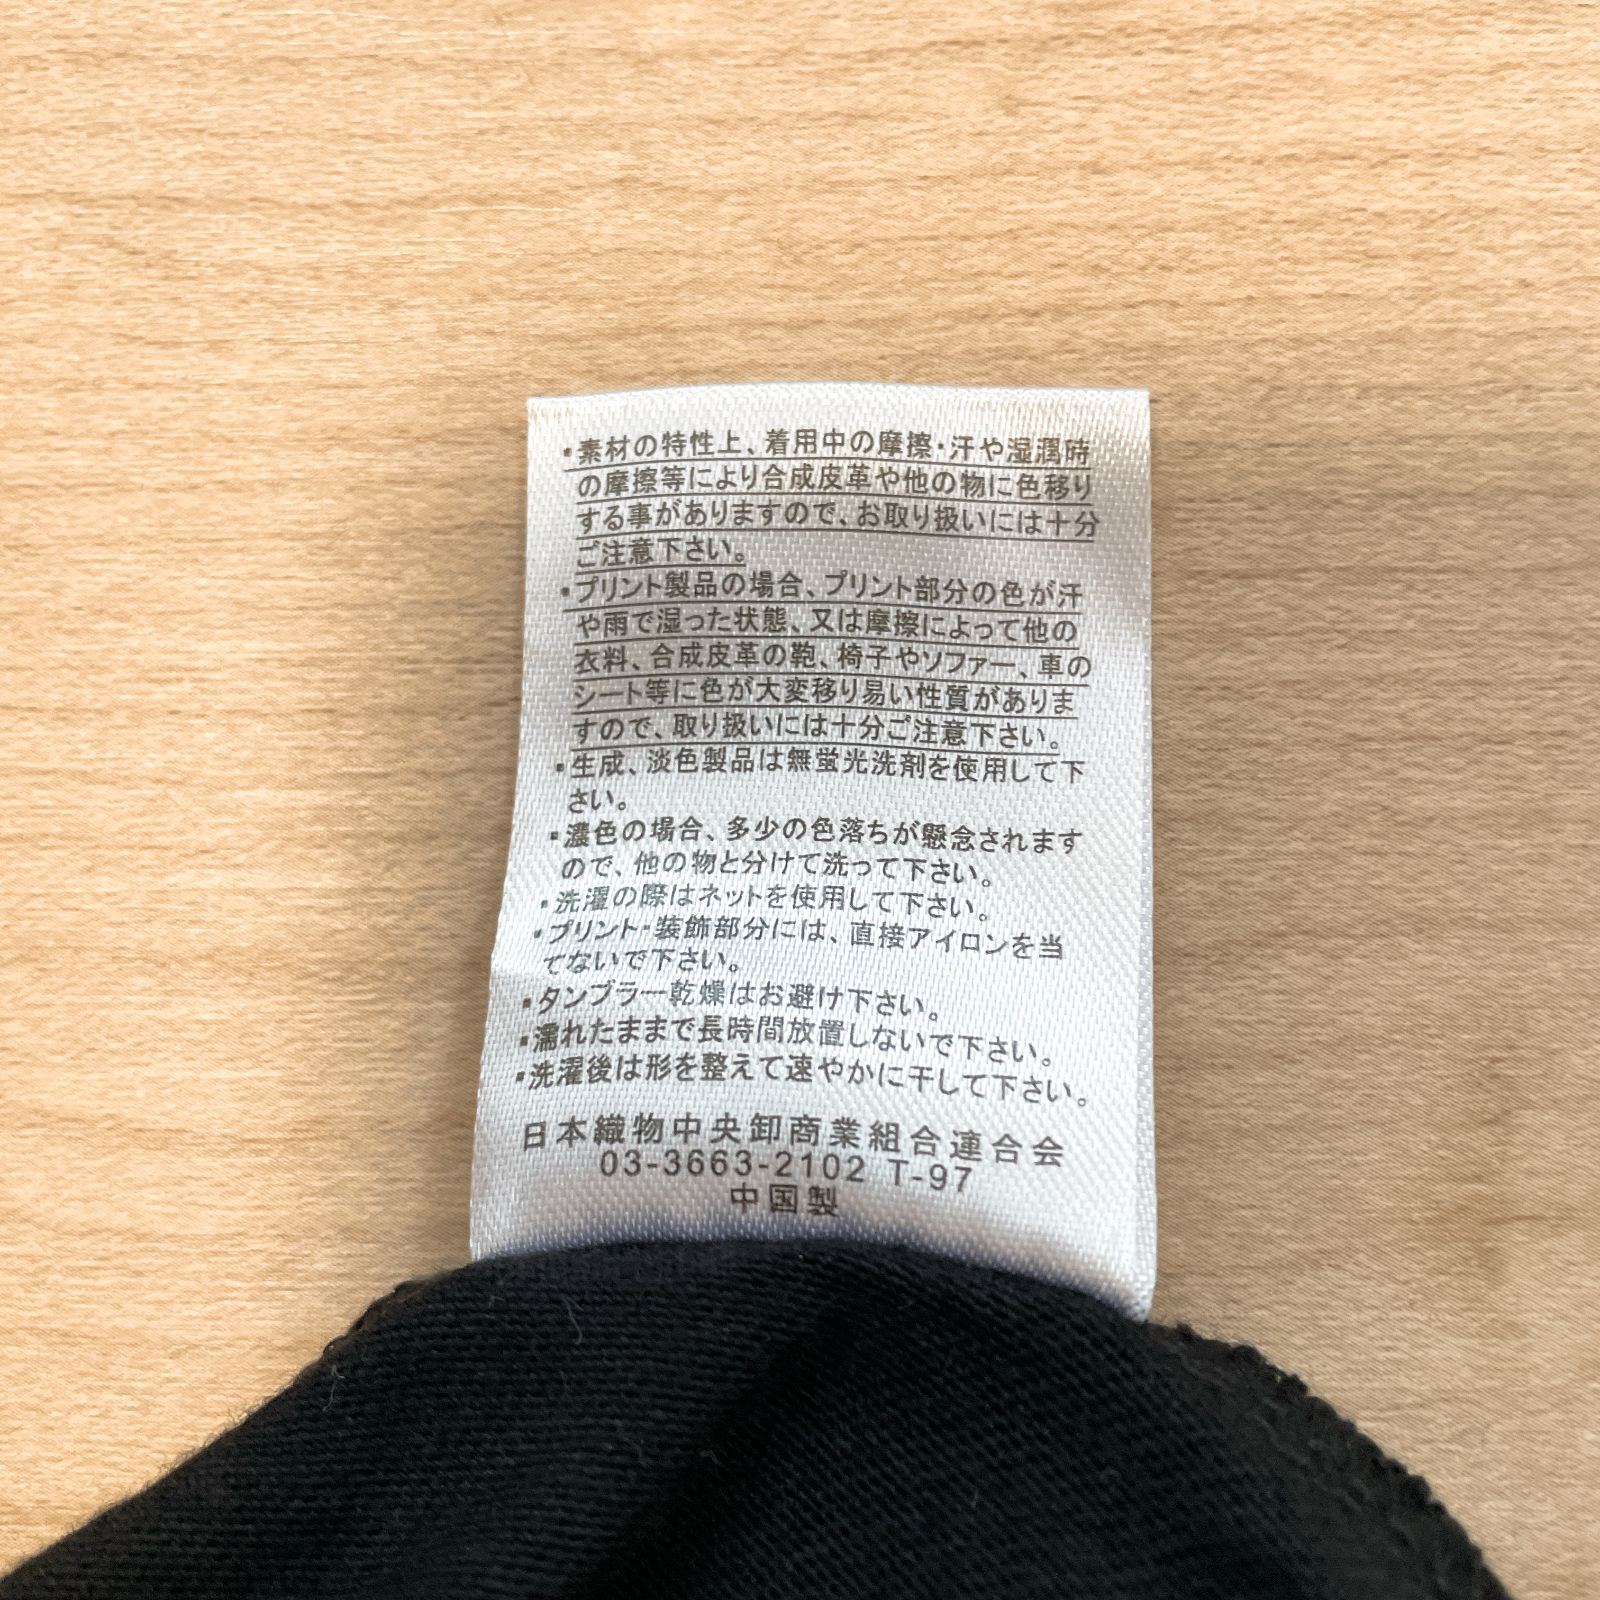 ・素材の特性上、着用中の摩擦・汗や湿潤時
の摩擦等により合成皮革や他の物に色移り
する事がありますので、お取り扱いには十分
ご注意下さい。
・プリント製品の場合、プリント部分の色が汗
や雨で湿った状態、又は摩擦によって他の
衣料、合成皮革の鞄、椅子やソファー、車の
シート等に色が大変移り易い性質がありま
すので、取り扱いには十分ご注意下さい。
・生成、淡色製品は無蛍光洗剤を使用して下
さい。
・濃色の場合、多少の色落ちが懸念されます
ので、他の物と分けて洗って下さい。
・洗濯の際はネットを使用して下さい。
・プリント・装飾部分には、直接アイロンを当
てないで下さい。
・タンブラー乾燥はお避け下さい。
・濡れたままで長時間放置しないで下さい。
・洗濯後は形を整えて速やかに干して下さい。
日本織物中央卸商業組合連合会
03-3663-2102 T-97
中国製